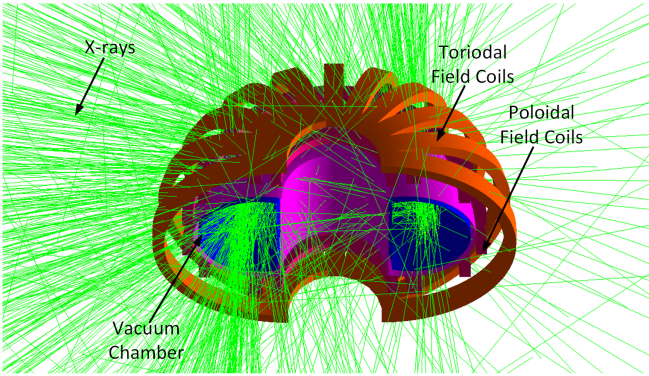 X-rays
Toriodal
Field Coils
Poloidal
Field Coils
Vacuum
Chamber